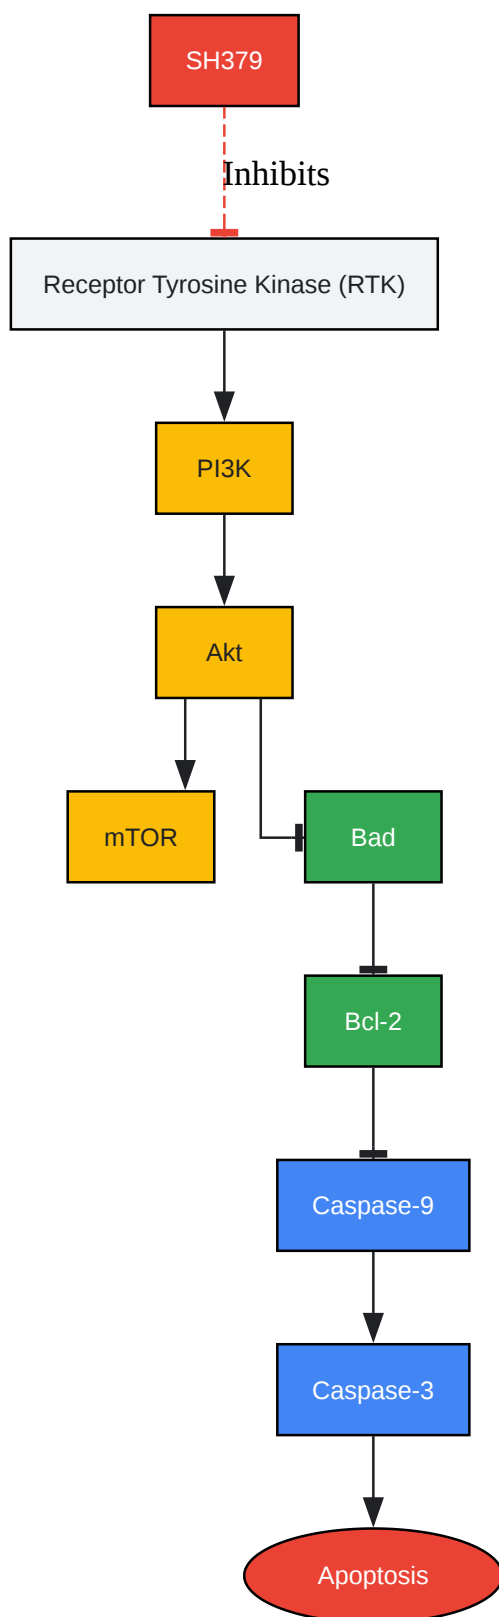 SH379
Inhibits
Receptor Tyrosine Kinase (RTK)
PI3K
Akt
mTOR
Bad
Bcl-2
Caspase-9
Caspase-3
Apoptosis